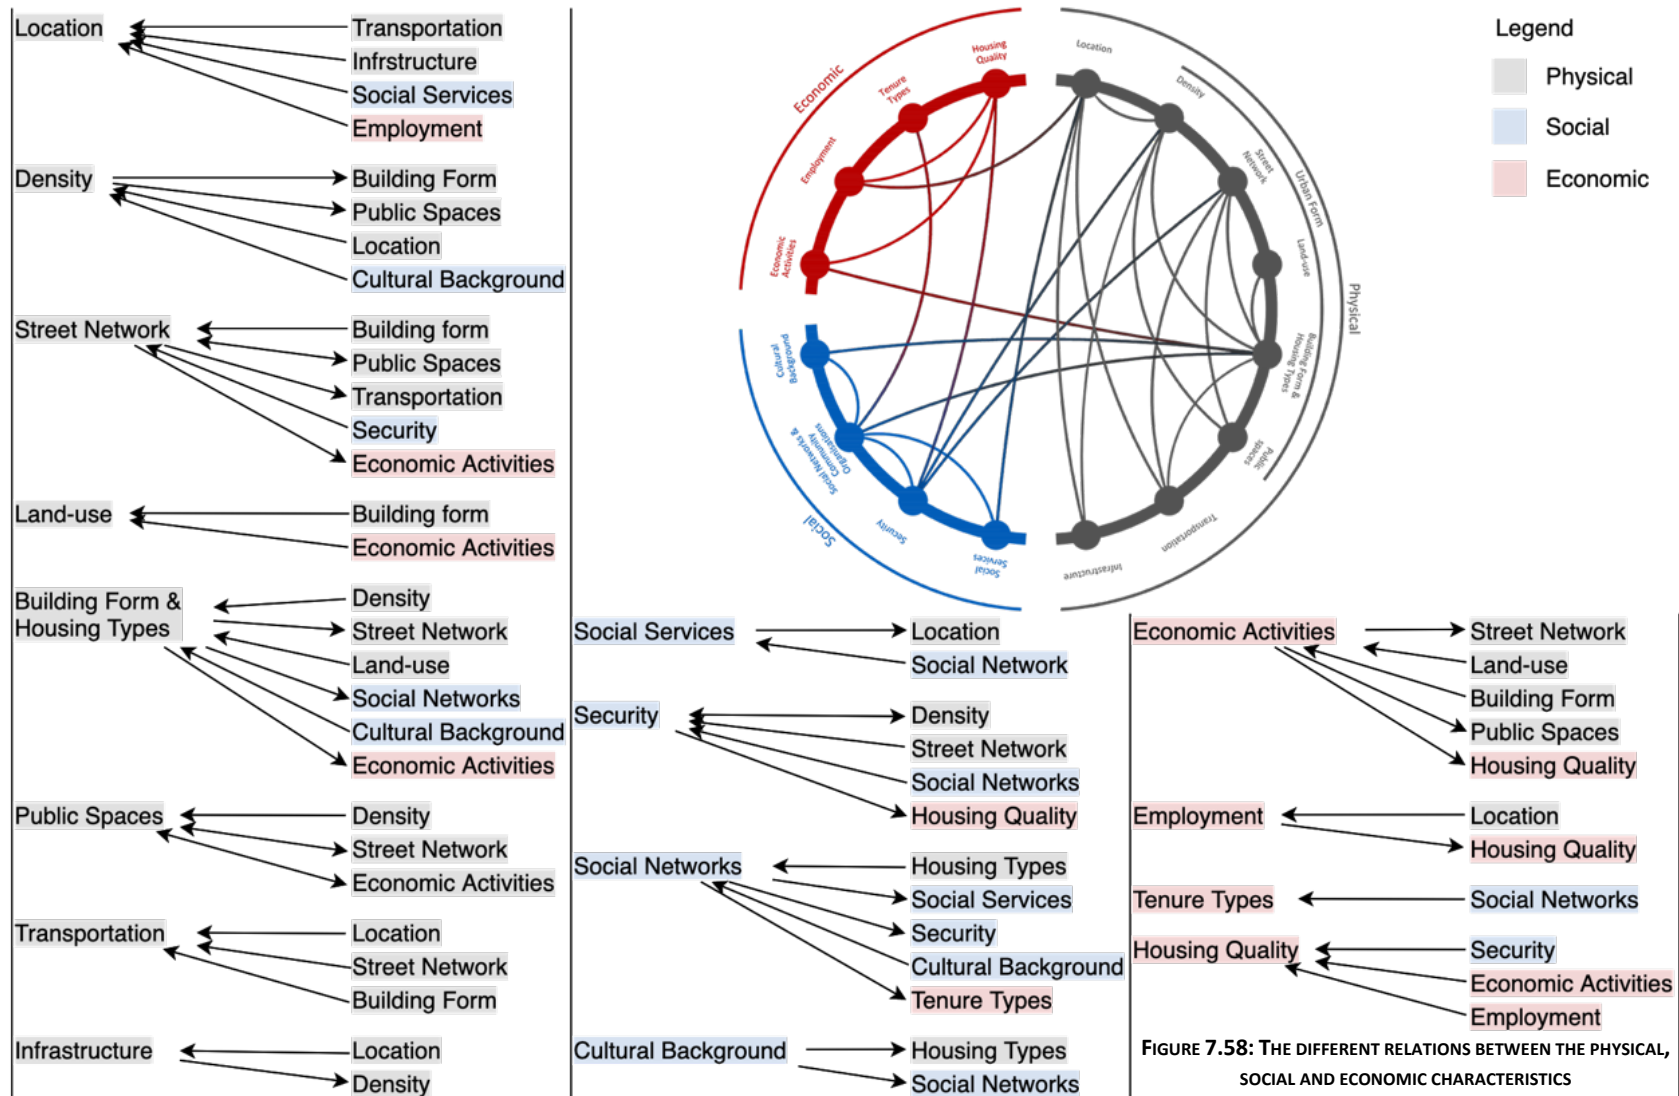 Location
Transportation
Infrstructure
Social Services
Employment
Density
Building Form
Public Spaces
Location
Cultural Background
Street Network
Building form
Public Spaces
Transportation
Security
Economic Activities
Land-use
Building form
Economic Activities
Building Form &
Housing Types
Density
Street Network
Land-use
Social Networks
Cultural Background
Economic Activities
Public Spaces
Density
Street Network
Economic Activities
Transportation
Location
Street Network
Building Form
Infrastructure
Location
Density
Economic
Housing
Quality
Tenure
Types
Employment
Economic
Activities
Cultural
Background
Social Networks &
Community
Organisations
Security
Social
Services
Social
Location
Density
Street
Network
Land-use
Building Form &
Housing Types
Public
spaces
Transportation
Infrastructure
Urban Form
Physical
Legend
Physical
Social
Economic
Social Services
Location
Social Network
Security
Density
Street Network
Social Networks
Housing Quality
Social Networks
Housing Types
Social Services
Security
Cultural Background
Tenure Types
Cultural Background
Housing Types
Social Networks
Economic Activities
Street Network
Land-use
Building Form
Public Spaces
Housing Quality
Employment
Location
Housing Quality
Tenure Types
Social Networks
Housing Quality
Security
Economic Activities
Employment
FIGURE 7.58: THE DIFFERENT RELATIONS BETWEEN THE PHYSICAL,
SOCIAL AND ECONOMIC CHARACTERISTICS